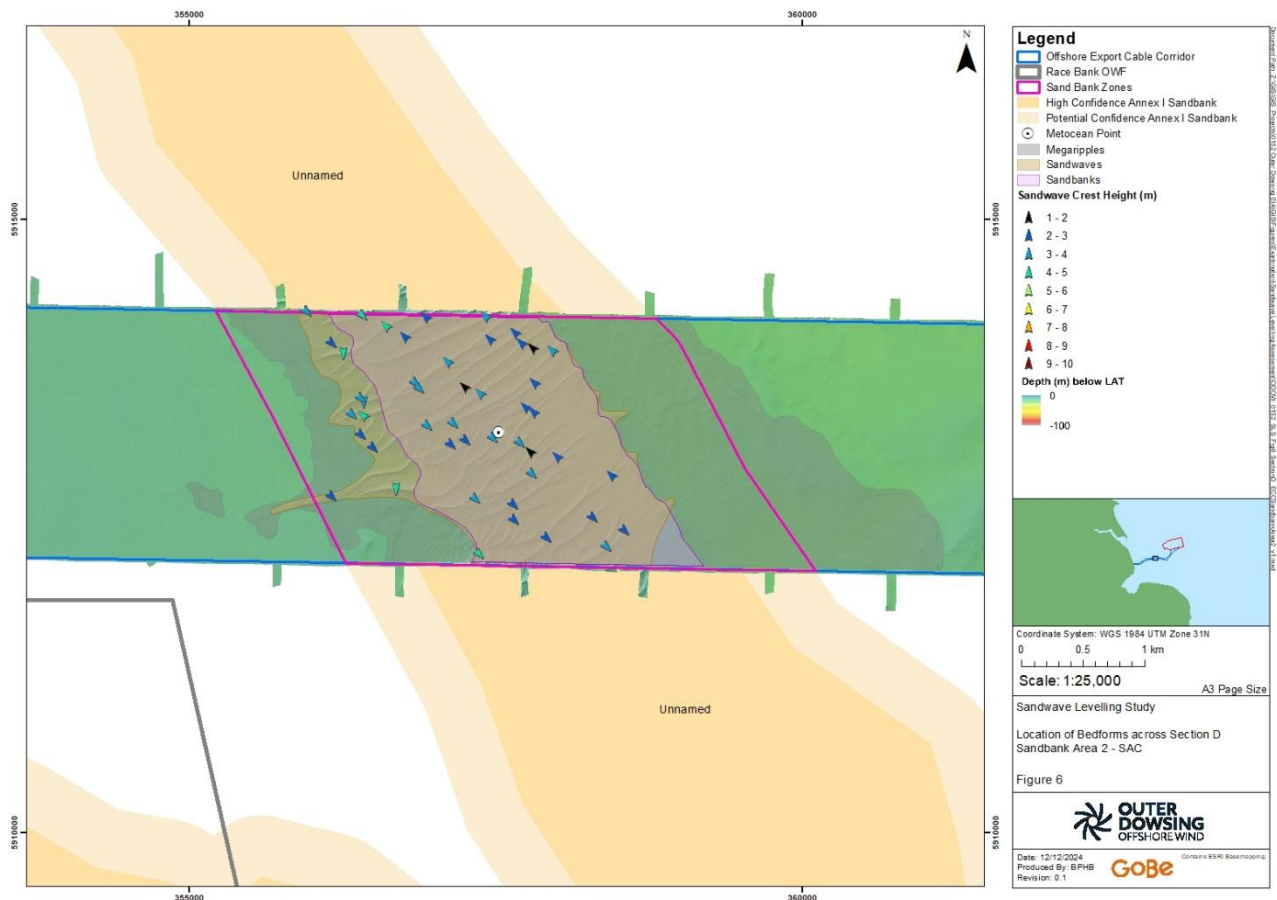 355000
360000
N
5915000
5915000
Unnamed
Unnamed
5910000
5910000
355000
360000
Legend
Offshore Export Cable Corridor
Race Bank OWF
Sand Bank Zones
High Confidence Annex I Sandbank
Potential Confidence Annex I Sandbank
Metocean Point
Megaripples
Sandwaves
Sandbanks
Sandwave Crest Height (m)
1 - 2
2 - 3
3 - 4
4 - 5
5 - 6
6 - 7
7 - 8
8 - 9
9 - 10
Depth (m) below LAT
0
-100
Coordinate System: WGS 1984 UTM Zone 31N
0 0.5 1 km
Scale: 1:25,000
A3 Page Size
Sandwave Levelling Study
Location of Bedforms across Section D
Sandbank Area 2 - SAC
Figure 6
OUTER
DOWSING
OFFSHORE WIND
Date: 12/12/2024
Produced By: BPHB
Revision: 0.1
GoBe
Contains ESRI Basemapping;